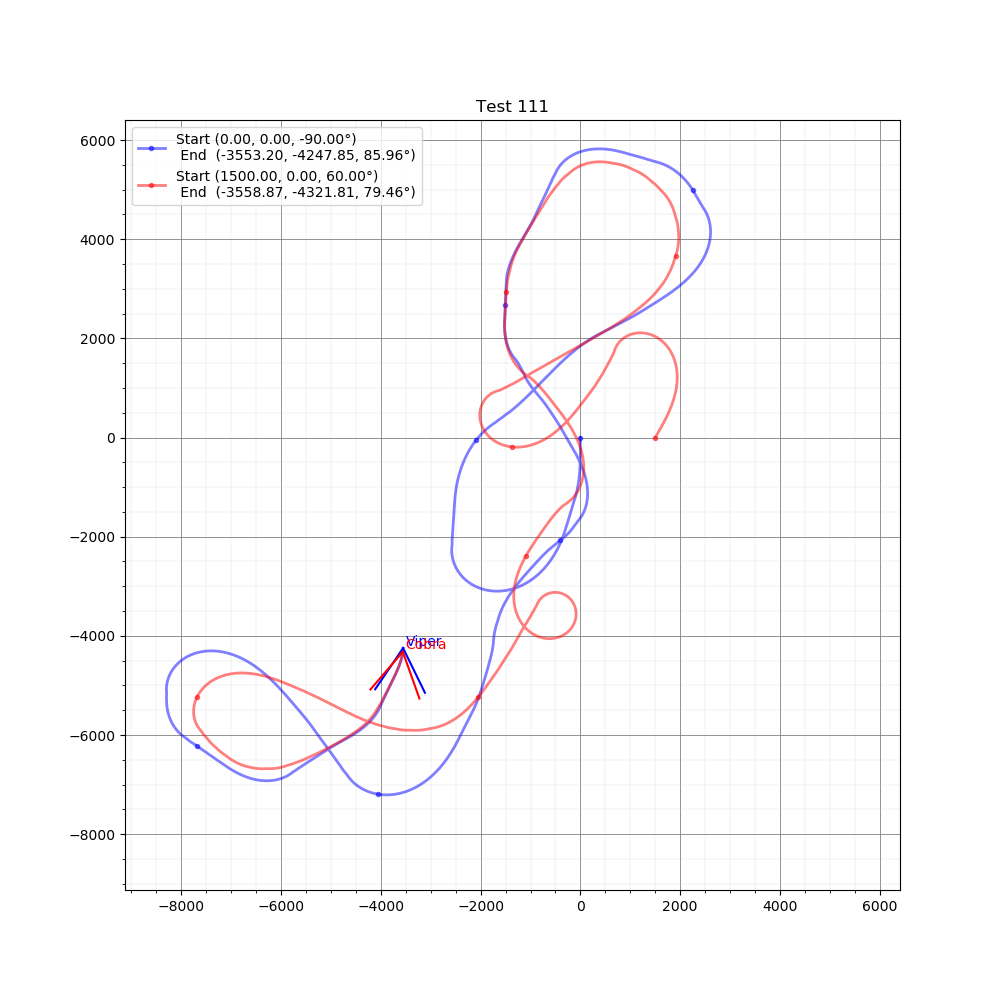 Test 111
Start (0.00, 0.00, -90.00°)
End (-3553.20, -4247.85, 85.96°)
Start (1500.00, 0.00, 60.00°)
End (-3558.87, -4321.81, 79.46°)
6000
4000
2000
0
−2000
−4000
−6000
−8000
Viper
Cobra
−8000 −6000 −4000 −2000 0 2000 4000 6000